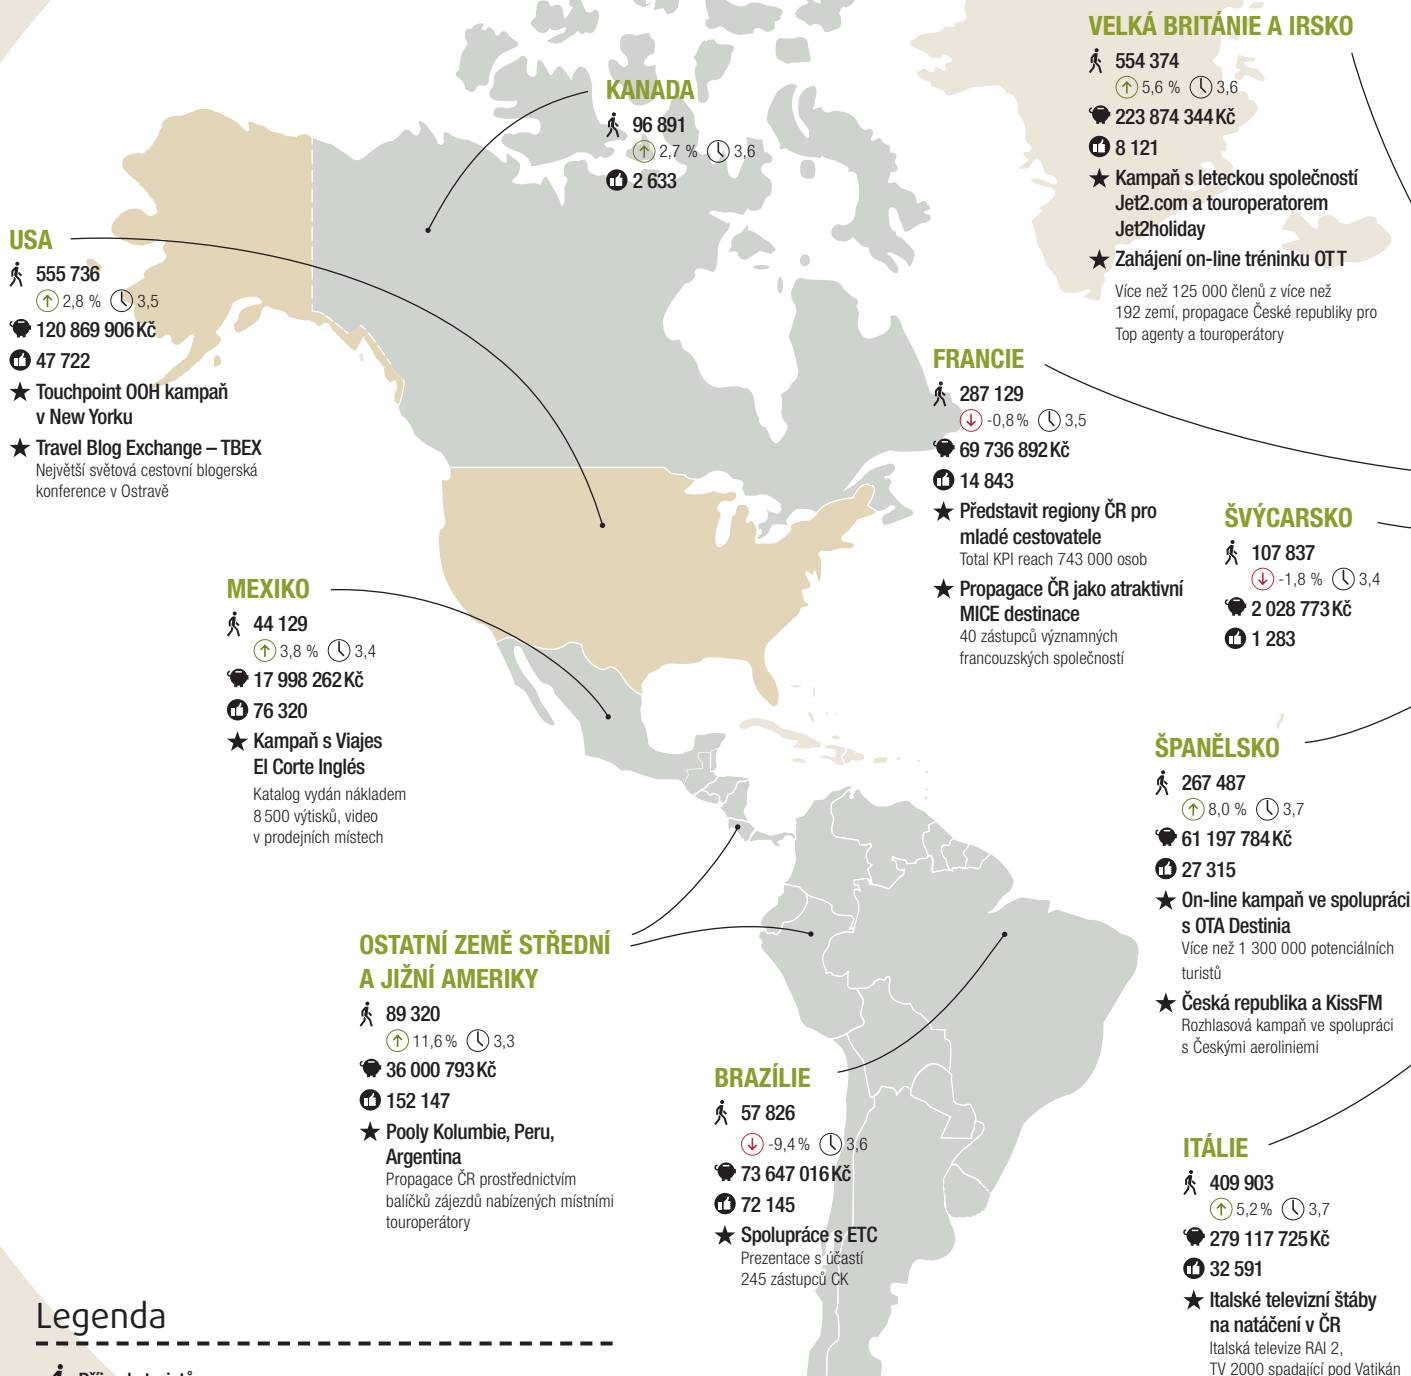 VELKÁ BRITÁNIE A IRSKO
554 374
5,6 % 3,6
223 874 344 Kč
8 121
Kampaň s leteckou společností
Jet2.com a touroperatorem
Jet2holiday
Zahájení on-line tréninku OTT
Více než 125 000 členů z více než
192 zemí, propagace České republiky pro
Top agenty a touroperátory
KANADA
96 891
2,7 % 3,6
2 633
USA
555 736
2,8 % 3,5
120 869 906 Kč
47 722
Touchpoint OOH kampaň
v New Yorku
Travel Blog Exchange – TBEX
Největší světová cestovní blogerská
konference v Ostravě
FRANCIE
287 129
-0,8 % 3,5
69 736 892 Kč
14 843
Představit regiony ČR pro
mladé cestovatele
Total KPI reach 743 000 osob
Propagace ČR jako atraktivní
MICE destinace
40 zástupců významných
francouzských společností
ŠVÝCARSKO
107 837
-1,8 % 3,4
2 028 773 Kč
1 283
MEXIKO
44 129
3,8 % 3,4
17 998 262 Kč
76 320
Kampaň s Viajes
El Corte Inglés
Katalog vydán nákladem
8 500 výtisků, video
v prodejních místech
ŠPANĚLSKO
267 487
8,0 % 3,7
61 197 784 Kč
27 315
On-line kampaň ve spolupráci
s OTA Destinia
Více než 1 300 000 potenciálních
turistů
Česká republika a KissFM
Rozhlasová kampaň ve spolupráci
s Českými aeroliniemi
OSTATNÍ ZEMĚ STŘEDNÍ
A JIŽNÍ AMERIKY
89 320
11,6 % 3,3
36 000 793 Kč
152 147
Pooly Kolumbie, Peru,
Argentina
Propagace ČR prostřednictvím
balíčků zájezdů nabízených místními
touroperátory
BRAZÍLIE
57 826
-9,4 % 3,6
73 647 016 Kč
72 145
Spolupráce s ETC
Prezentace s účastí
245 zástupců CK
ITÁLIE
409 903
5,2 % 3,7
279 117 725 Kč
32 591
Italské televizní štáby
na natáčení v ČR
Italská televize RAI 2,
TV 2000 spadající pod Vatikán
Legenda